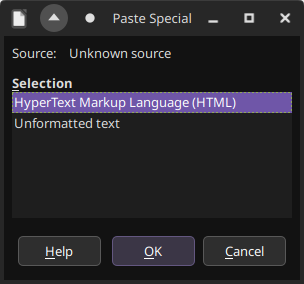 Paste Special
Source: Unknown source
Selection
HyperText Markup Language (HTML)
Unformatted text
Help OK Cancel